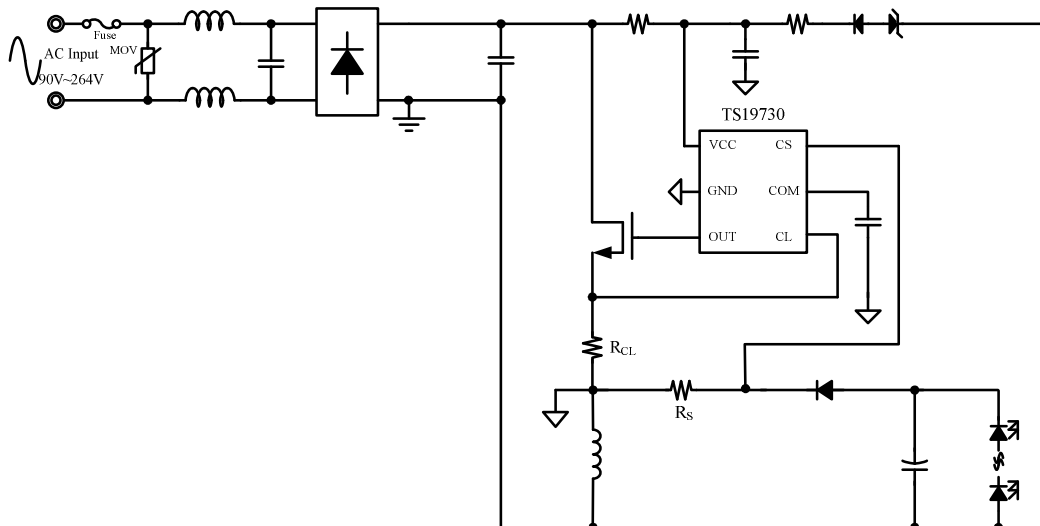 Fuse
AC Input
MOV
90V~264V
TS19730
VCC CS
GND COM
OUT CL
RCL
RS